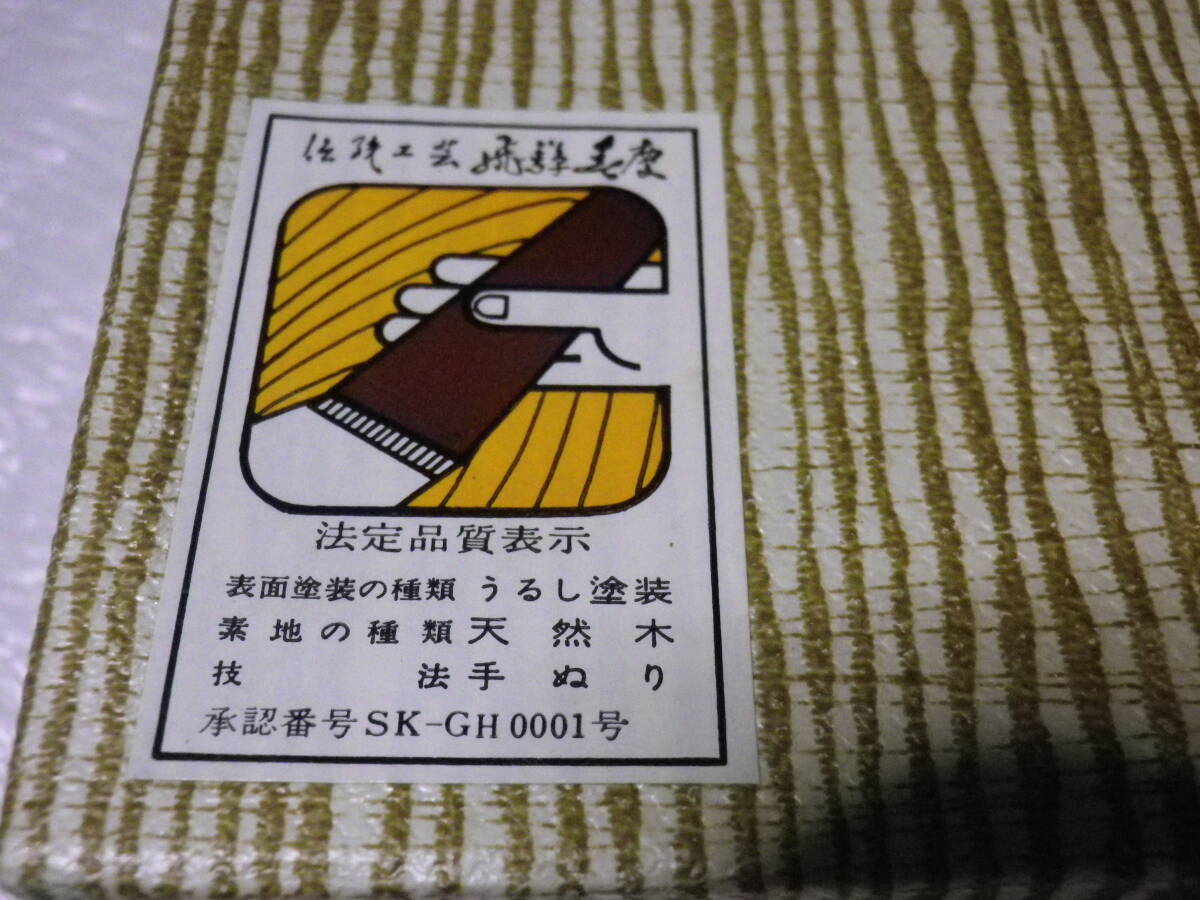 伝統工芸 飛騨春慶
法定品質表示
表面塗装の種類 うるし塗装
素地の種類 天然木
技法 手ぬり
承認番号SK-GH0001号